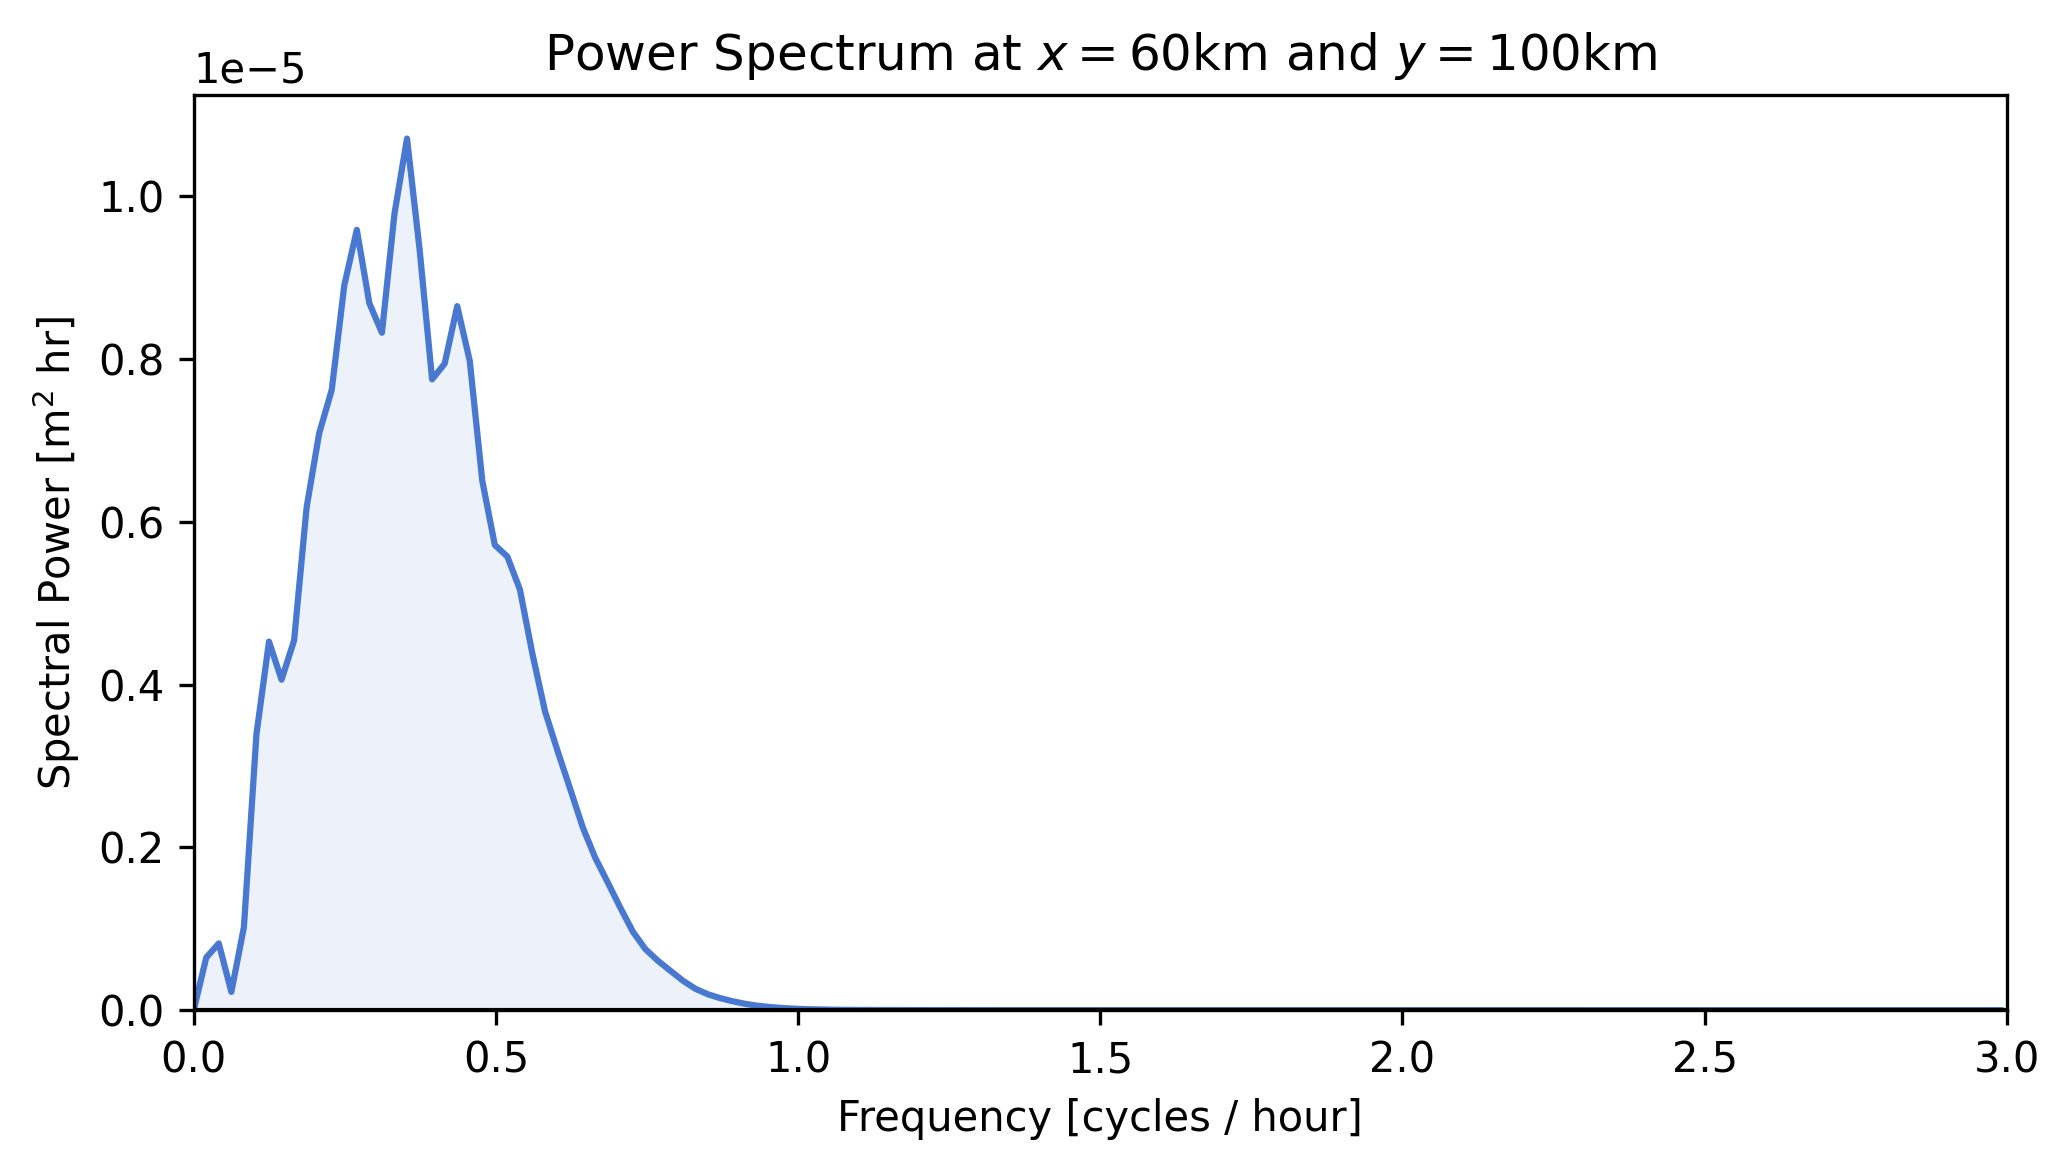 Power Spectrum at x = 60km and y = 100km
1e−5
Spectral Power [m² hr]
1.0
0.8
0.6
0.4
0.2
0.0
0.0 0.5 1.0 1.5 2.0 2.5 3.0
Frequency [cycles / hour]